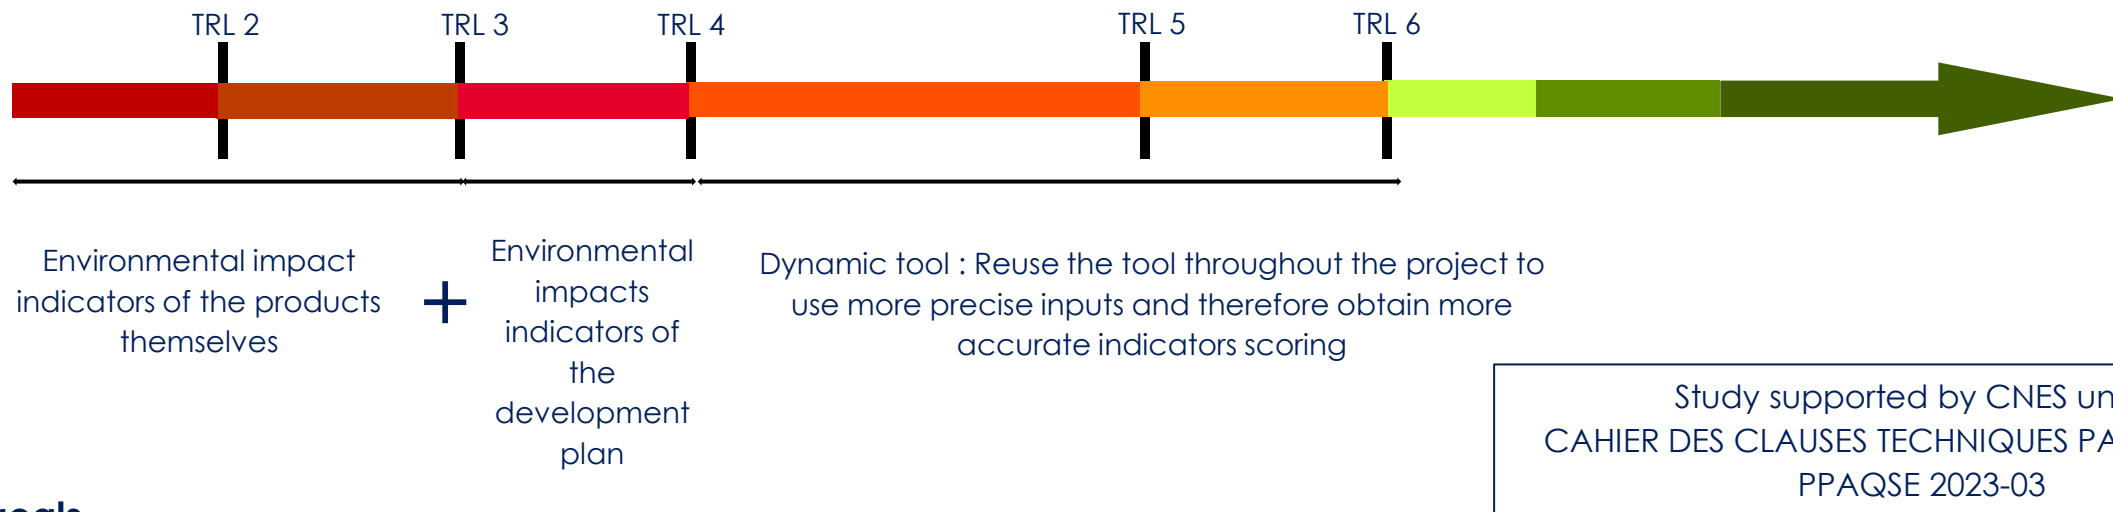 TRL 2
TRL 3
TRL 4
TRL 5
TRL 6
Environmental impact
indicators of the products
themselves
+
Environmental
impacts
indicators of
the
development
plan
Dynamic tool : Reuse the tool throughout the project to
use more precise inputs and therefore obtain more
accurate indicators scoring
Study supported by CNES un
CAHIER DES CLAUSES TECHNIQUES PA
PPAQSE 2023-03